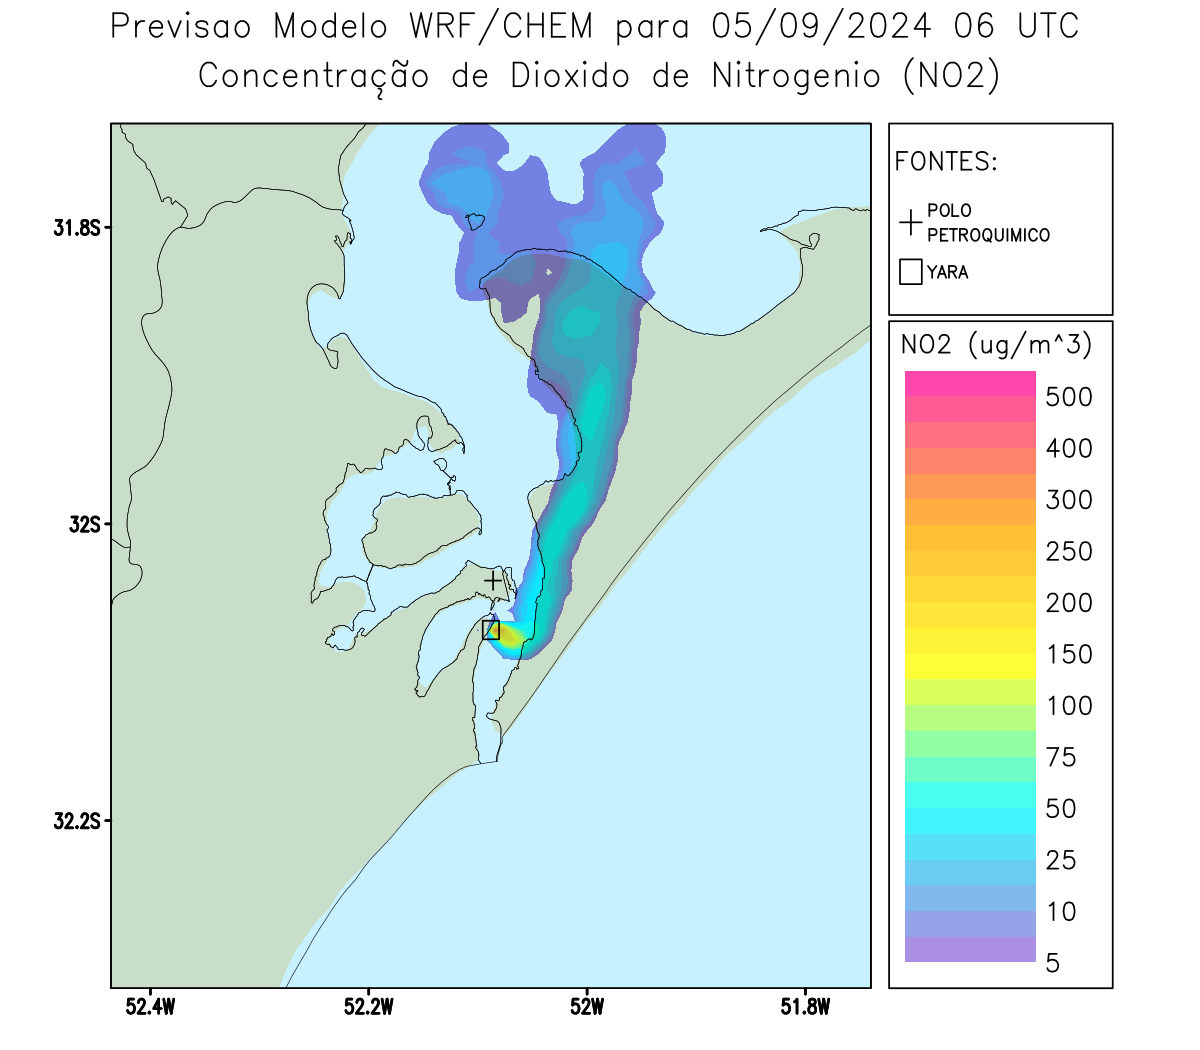 Previsao Modelo WRF/CHEM para 05/09/2024 06 UTC
Concentração de Dioxido de Nitrogenio (NO2)
FONTES:
POLO
PETROQUIMICO
YARA
NO2 (ug/m^3)
500
400
300
250
200
150
100
75
50
25
10
5
31.8S
32S
32.2S
52.4W
52.2W
52W
51.8W